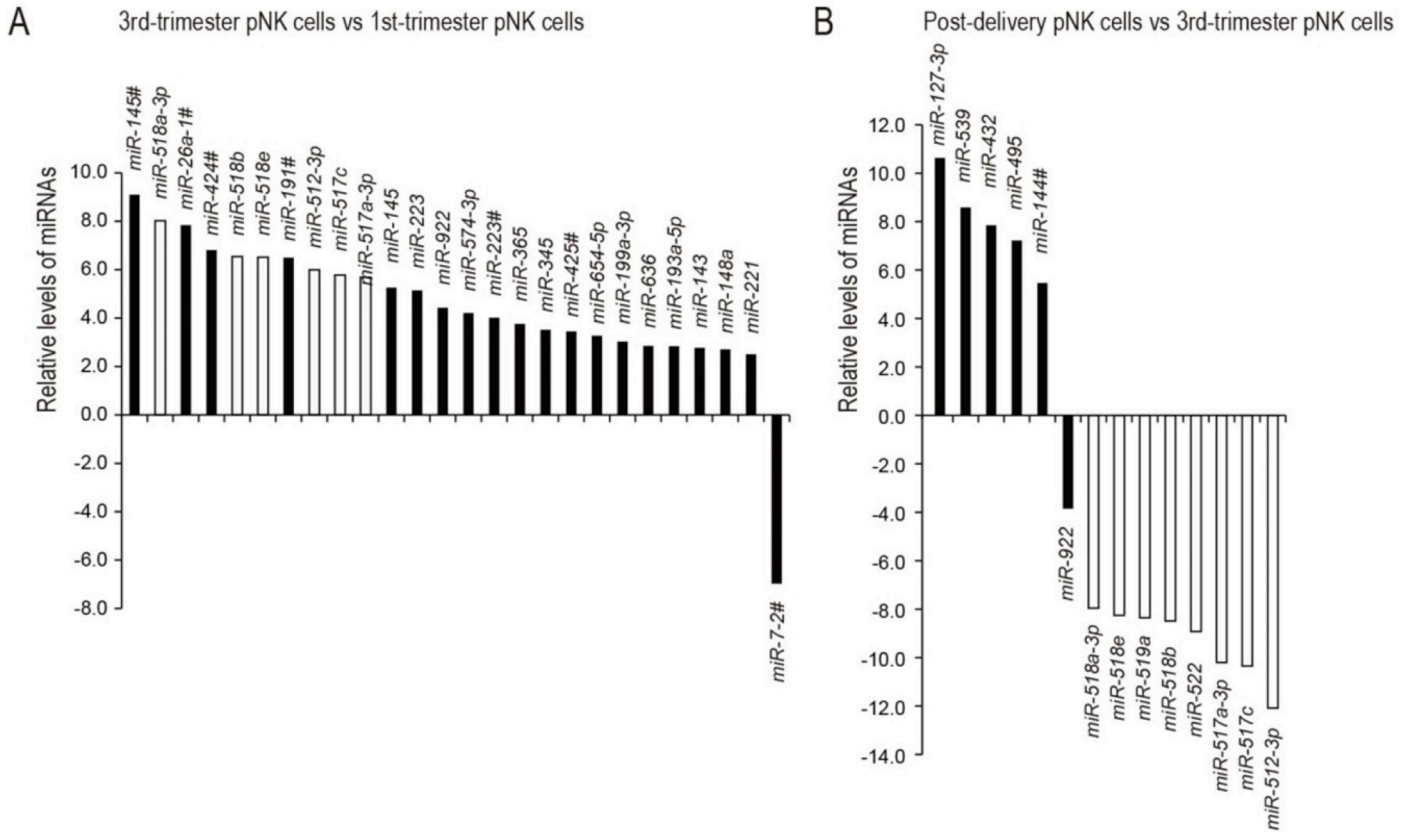 A
3rd-trimester pNK cells vs 1st-trimester pNK cells
Relative levels of miRNAs
10.0
8.0
6.0
4.0
2.0
0.0
-2.0
-4.0
-6.0
-8.0
miR-145#
miR-518a-3p
miR-26a-1#
miR-424#
miR-518b
miR-518e
miR-191#
miR-512-3p
miR-517c
miR-517a-3p
miR-145
miR-223
miR-922
miR-574-3p
miR-223#
miR-365
miR-345
miR-425#
miR-654-5p
miR-199a-3p
miR-636
miR-193a-5p
miR-143
miR-148a
miR-221
miR-7-2#
B
Post-delivery pNK cells vs 3rd-trimester pNK cells
Relative levels of miRNAs
12.0
10.0
8.0
6.0
4.0
2.0
0.0
-2.0
-4.0
-6.0
-8.0
-10.0
-12.0
-14.0
miR-127-3p
miR-539
miR-432
miR-495
miR-144#
miR-922
miR-518a-3p
miR-518e
miR-519a
miR-518b
miR-522
miR-517a-3p
miR-517c
miR-512-3p